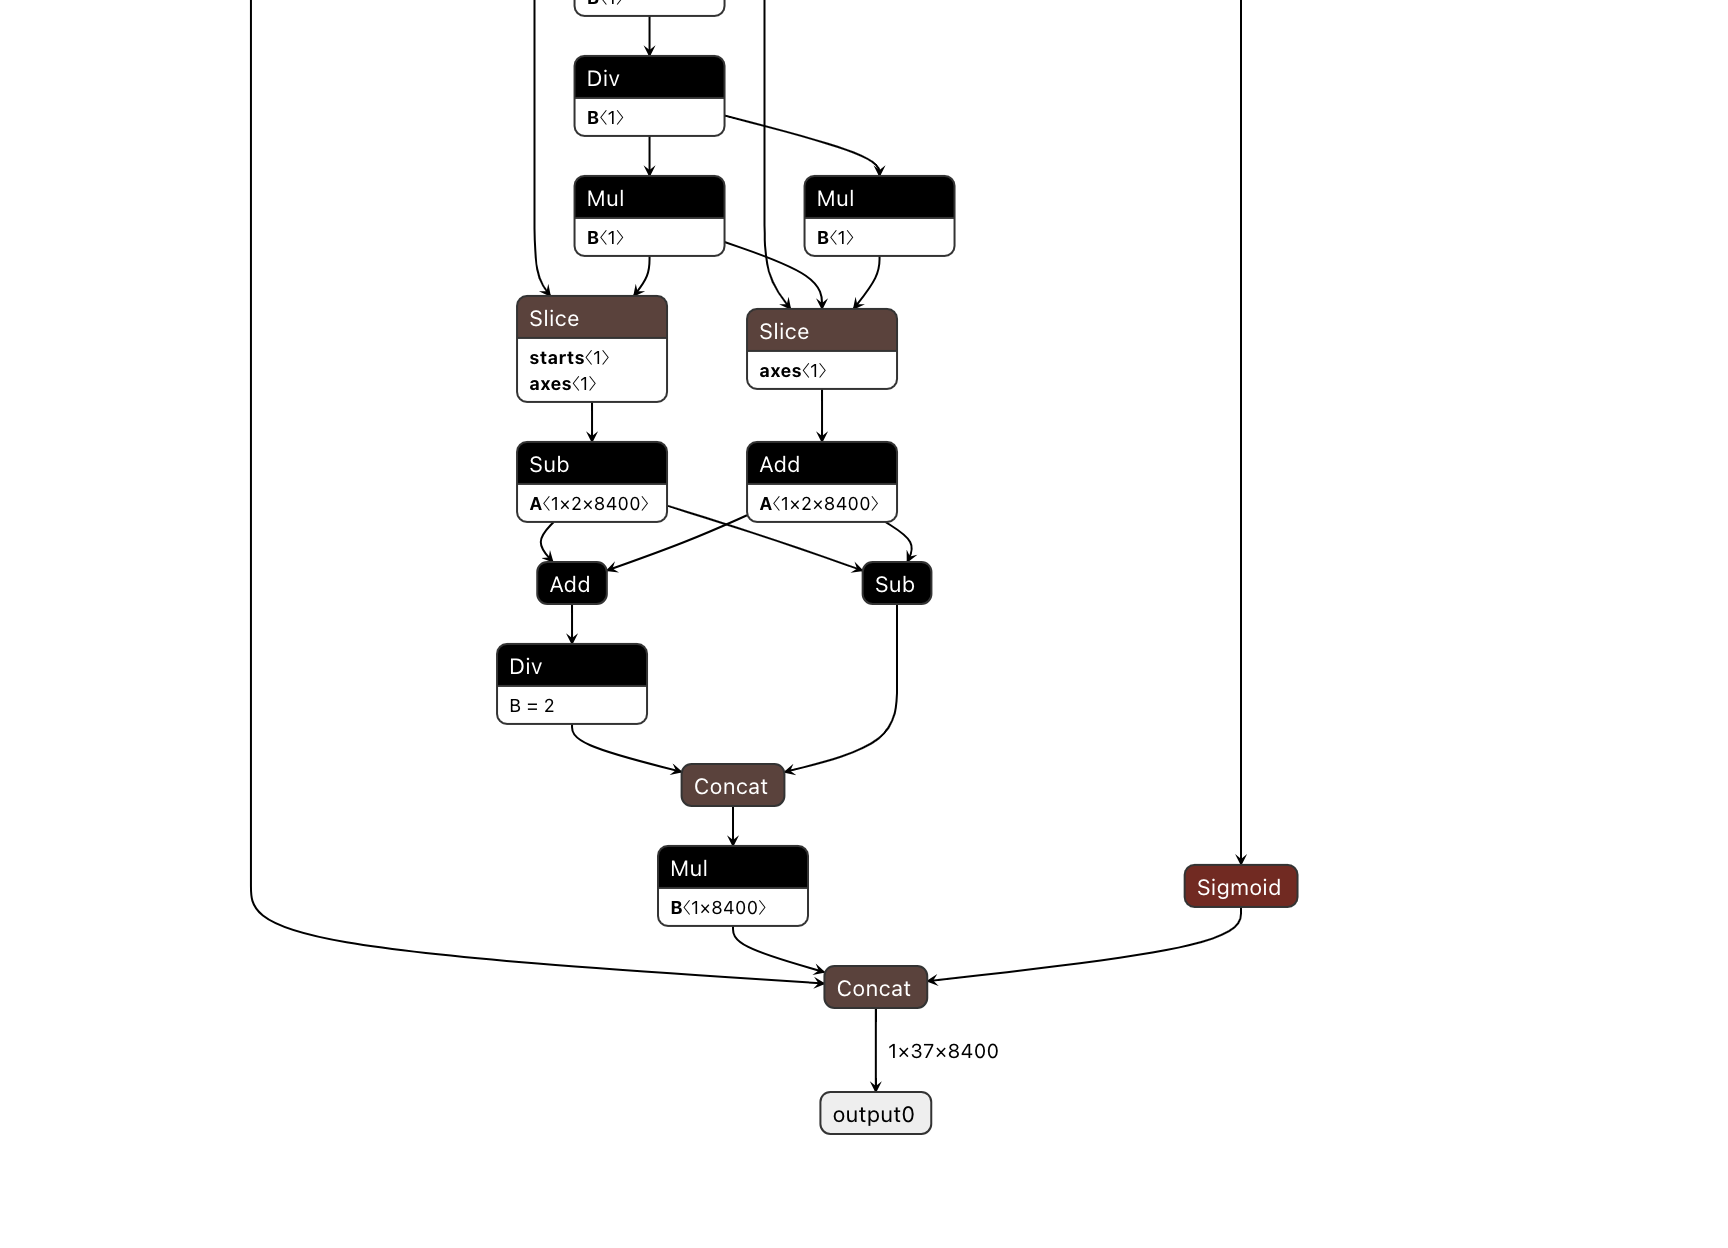 B〈1〉
Div
B〈1〉
Mul
B〈1〉
Mul
B〈1〉
Slice
starts〈1〉
axes〈1〉
Slice
axes〈1〉
Sub
A〈1×2×8400〉
Add
A〈1×2×8400〉
Add
Sub
Div
B = 2
Concat
Mul
B〈1×8400〉
Sigmoid
Concat
1×37×8400
output0